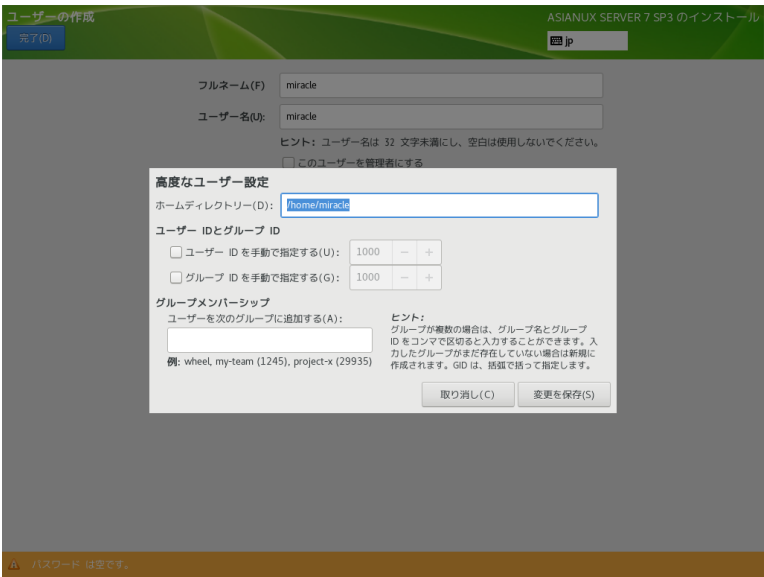 ユーザーの作成
ASIANUX SERVER 7 SP3 のインストール
完了(D)
jp
フルネーム(F)
miracle
ユーザー名(U):
miracle
ヒント: ユーザー名は 32 文字未満にし、空白は使用しないでください。
このユーザーを管理者にする
高度なユーザー設定
ホームディレクトリー(D):
/home/miracle
ユーザー IDとグループ ID
ユーザー ID を手動で指定する(U):
1000
− +
グループ ID を手動で指定する(G):
1000
− +
グループメンバーシップ
ユーザーを次のグループに追加する(A):
例: wheel, my-team (1245), project-x (29935)
ヒント:
グループが複数の場合は、グループ名とグループ
ID をコンマで区切ると入力することができます。入
力したグループがまだ存在していない場合は新規に
作成されます。GID は、括弧で括って指定します。
取り消し(C)
変更を保存(S)
パスワード は空です。